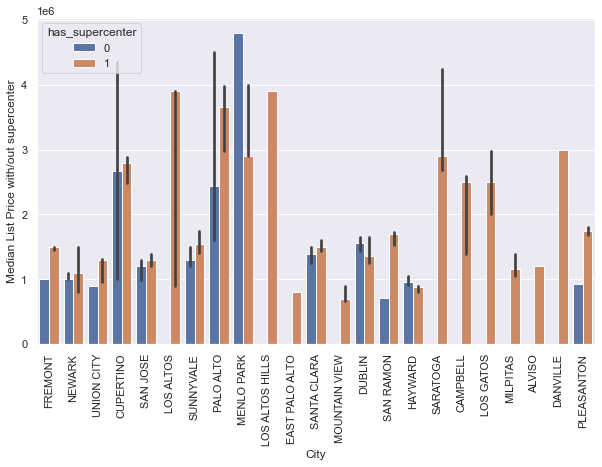 1e6
5
4
3
2
1
0
Median List Price with/out supercenter
has_supercenter
0
1
FREMONT
NEWARK
UNION CITY
CUPERTINO
SAN JOSE
LOS ALTOS
SUNNYVALE
PALO ALTO
MENLO PARK
LOS ALTOS HILLS
EAST PALO ALTO
SANTA CLARA
MOUNTAIN VIEW
DUBLIN
SAN RAMON
HAYWARD
SARATOGA
CAMPBELL
LOS GATOS
MILPITAS
ALVISO
DANVILLE
PLEASANTON
City